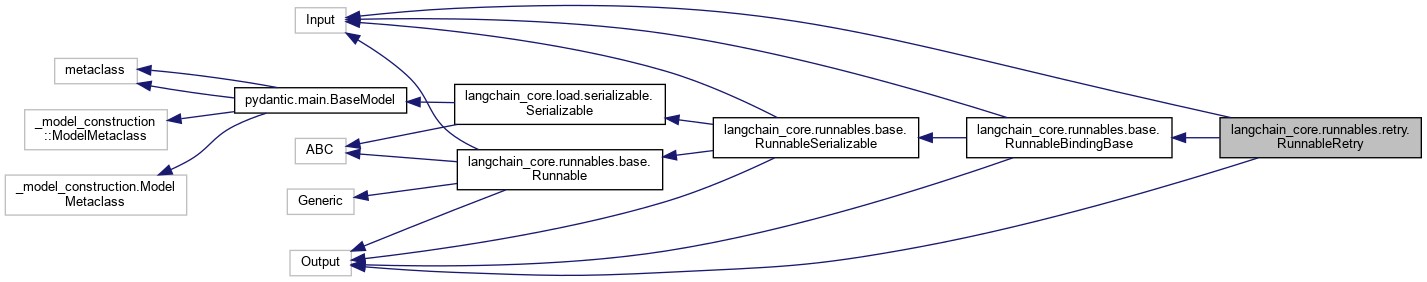 Input
metaclass
pydantic.main.BaseModel
langchain_core.load.serializable.
Serializable
_model_construction
::ModelMetaclass
langchain_core.runnables.base.
RunnableSerializable
langchain_core.runnables.base.
RunnableBindingBase
langchain_core.runnables.retry.
RunnableRetry
ABC
langchain_core.runnables.base.
Runnable
_model_construction.Model
Metaclass
Generic
Output